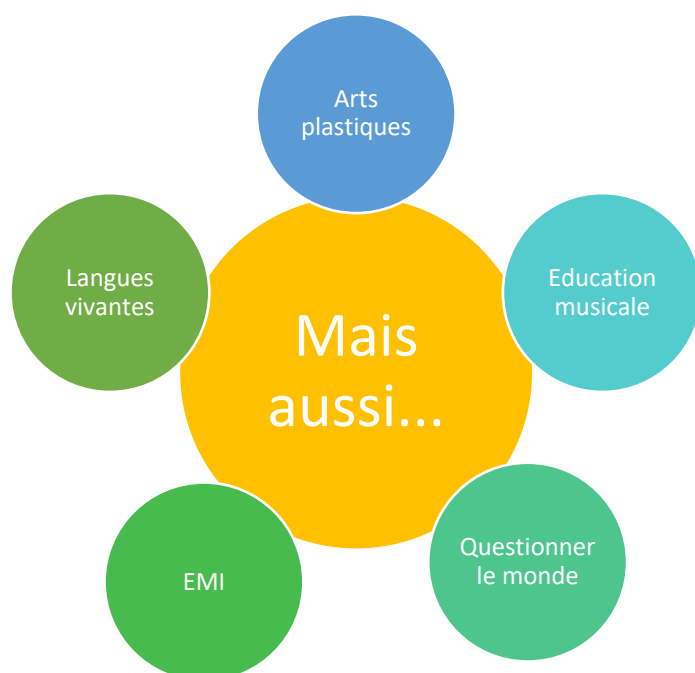 Arts
plastiques
Langues
vivantes
Education
musicale
Mais
aussi...
EMI
Questionner
le monde